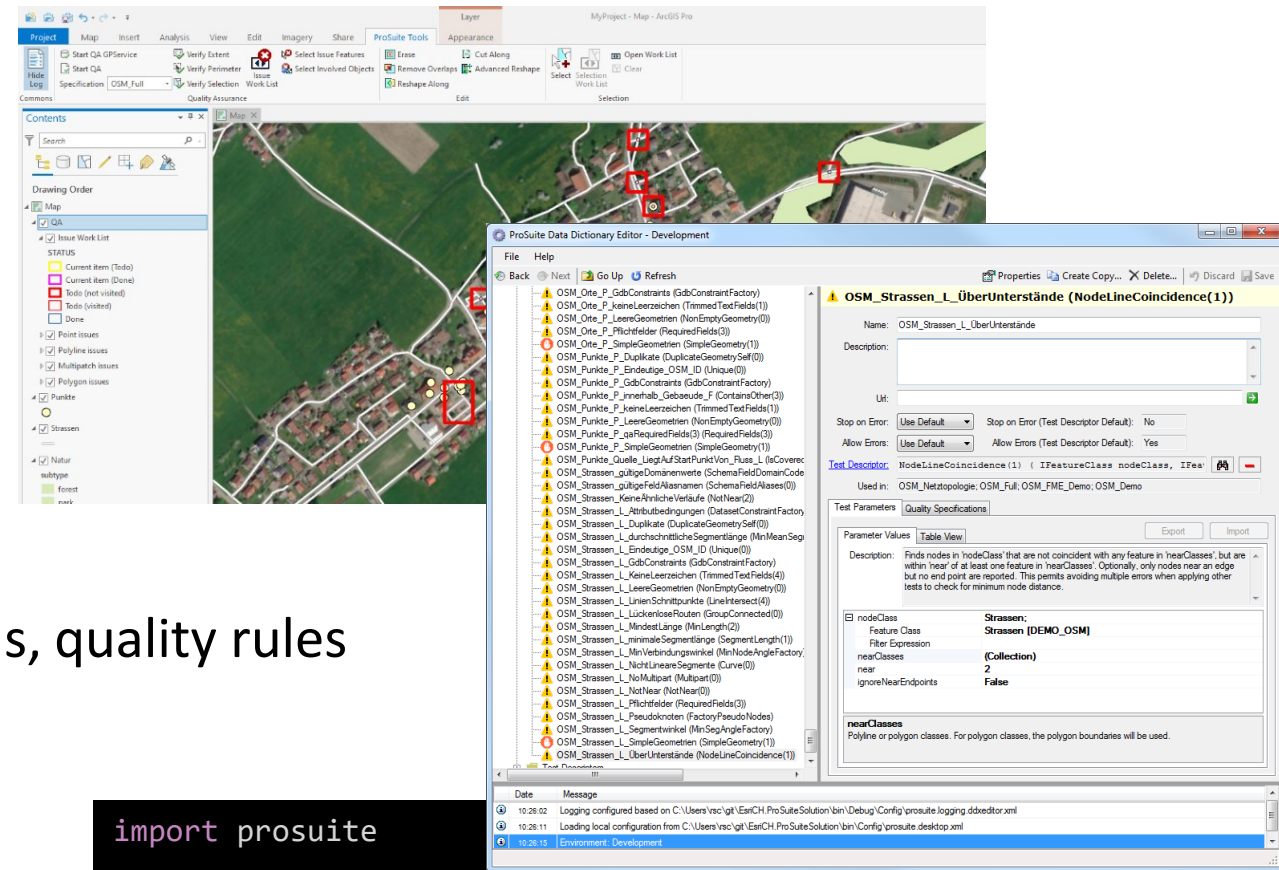 Layer
MyProject - Map - ArcGIS Pro
Project Map Insert Analysis View Edit Imagery Share ProSuite Tools Appearance
Start QA GPService
Start QA
Specification OSM_Full
Verify Extent
Verify Perimeter
Verify Selection
Issue Work List
Select Issue Features
Select Involved Objects
Erase
Remove Overlaps
Reshape Along
Cut Along
Advanced Reshape
Select
Selection Work List
Open Work List
Clear
Hide Log
Commons Quality Assurance Edit Selection
Contents
Map
Search
Drawing Order
Map
QA
Issue Work List
STATUS
Current item (Todo)
Current item (Done)
Todo (not visited)
Todo (visited)
Done
Point issues
Polyline issues
Multipatch issues
Polygon issues
Punkte
Strassen
Natur
subtype
forest
park
s, quality rules
import prosuite
ProSuite Data Dictionary Editor - Development
File Help
Back Next Go Up Refresh
Properties Create Copy... Delete... Discard Save
OSM_Orte_P_GdbConstraints (GdbConstraintFactory)
OSM_Orte_P_keineLeerzeichen (TrimmedTextFields(1))
OSM_Orte_P_LeereGeometrien (NonEmptyGeometry(0))
OSM_Orte_P_Pflichtfelder (RequiredFields(3))
OSM_Orte_P_SimpleGeometrien (SimpleGeometry(1))
OSM_Punkte_P_Duplikate (DuplicateGeometrySelf(0))
OSM_Punkte_P_Eindeutige_OSM_ID (Unique(0))
OSM_Punkte_P_GdbConstraints (GdbConstraintFactory)
OSM_Punkte_P_innerhalb_Gebaeude_F (ContainsOther(3))
OSM_Punkte_P_keineLeerzeichen (TrimmedTextFields(1))
OSM_Punkte_P_LeereGeometrien (NonEmptyGeometry(0))
OSM_Punkte_P_qaRequiredFields(3) (RequiredFields(3))
OSM_Punkte_P_SimpleGeometrien (SimpleGeometry(1))
OSM_Punkte_Quelle_LiegtAufStartPunktVon_Fluss_L (IsCoverec
OSM_Strassen_gültigeDomänenwerte (SchemaFieldDomainCode
OSM_Strassen_gültigeFeldAliasnamen (SchemaFieldAliases(0))
OSM_Strassen_KeineÄhnlicheVerläufe (NotNear(2))
OSM_Strassen_L_Attributbedingungen (DatasetConstraintFactory
OSM_Strassen_L_Duplikate (DuplicateGeometrySelf(0))
OSM_Strassen_L_durchschnittlicheSegmentlänge (MinMeanSegr
OSM_Strassen_L_Eindeutige_OSM_ID (Unique(0))
OSM_Strassen_L_GdbConstraints (GdbConstraintFactory)
OSM_Strassen_L_KeineLeerzeichen (TrimmedTextFields(4))
OSM_Strassen_L_LeereGeometrien (NonEmptyGeometry(0))
OSM_Strassen_L_LinienSchnittpunkte (LineIntersect(4))
OSM_Strassen_L_LückenloseRouten (GroupConnected(0))
OSM_Strassen_L_MindestLänge (MinLength(2))
OSM_Strassen_L_minimaleSegmentlänge (SegmentLength(1))
OSM_Strassen_L_MinVerbindungswinkel (MinNodeAngleFactory)
OSM_Strassen_L_NichtLineareSegmente (Curve(0))
OSM_Strassen_L_NoMultipart (Multipart(0))
OSM_Strassen_L_NotNear (NotNear(0))
OSM_Strassen_L_Pflichtfelder (RequiredFields(3))
OSM_Strassen_L_Pseudoknoten (FactoryPseudoNodes)
OSM_Strassen_L_Segmentwinkel (MinSegAngleFactory)
OSM_Strassen_L_SimpleGeometrien (SimpleGeometry(1))
OSM_Strassen_L_ÜberUnterstände (NodeLineCoincidence(1))
OSM_Strassen_L_ÜberUnterstände (NodeLineCoincidence(1))
Name: OSM_Strassen_L_ÜberUnterstände
Description:
Url:
Stop on Error: Use Default Stop on Error (Test Descriptor Default): No
Allow Errors: Use Default Allow Errors (Test Descriptor Default): Yes
Test Descriptor: NodeLineCoincidence(1) ( IFeatureClass nodeClass, IFea
Used in: OSM_Netztopologie; OSM_Full; OSM_FME_Demo; OSM_Demo
Test Parameters Quality Specifications
Parameter Values Table View Export Import
Description: Finds nodes in 'nodeClass' that are not coincident with any feature in 'nearClasses', but are
within 'near' of at least one feature in 'nearClasses'. Optionally, only nodes near an edge
but no end point are reported. This permits avoiding multiple errors when applying other
tests to check for minimum node distance.
nodeClass Strassen;
Feature Class Strassen [DEMO_OSM]
Filter Expression
nearClasses (Collection)
near 2
ignoreNearEndpoints False
nearClasses
Polyline or polygon classes. For polygon classes, the polygon boundaries will be used.
Date Message
10:26:02 Logging configured based on C:\Users\rsc\git\EsriCH.ProSuiteSolution\bin\Debug\Config\prosuite.logging.ddxeditor.xml
10:26:11 Loading local configuration from C:\Users\rsc\git\EsriCH.ProSuiteSolution\bin\Config\prosuite.desktop.xml
10:26:15 Environment: Development